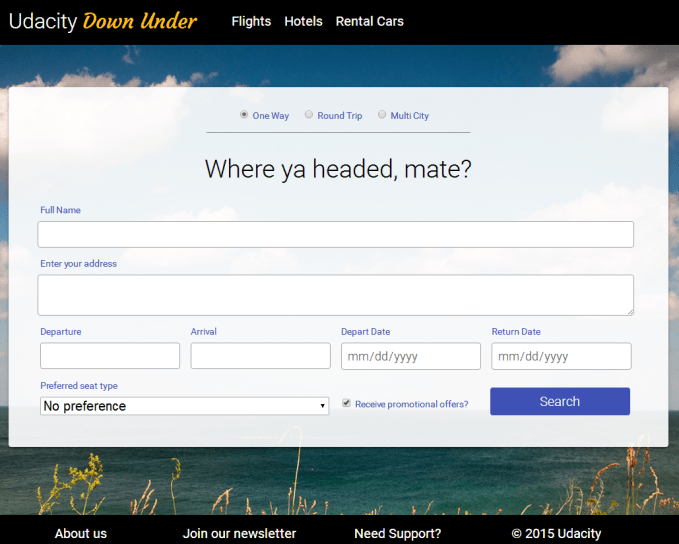 Udacity Down Under Flights Hotels Rental Cars
One Way Round Trip Multi City
Where ya headed, mate?
Full Name
Enter your address
Departure Arrival Depart Date Return Date
mm/dd/yyyy mm/dd/yyyy
Preferred seat type
No preference Receive promotional offers? Search
About us Join our newsletter Need Support? © 2015 Udacity